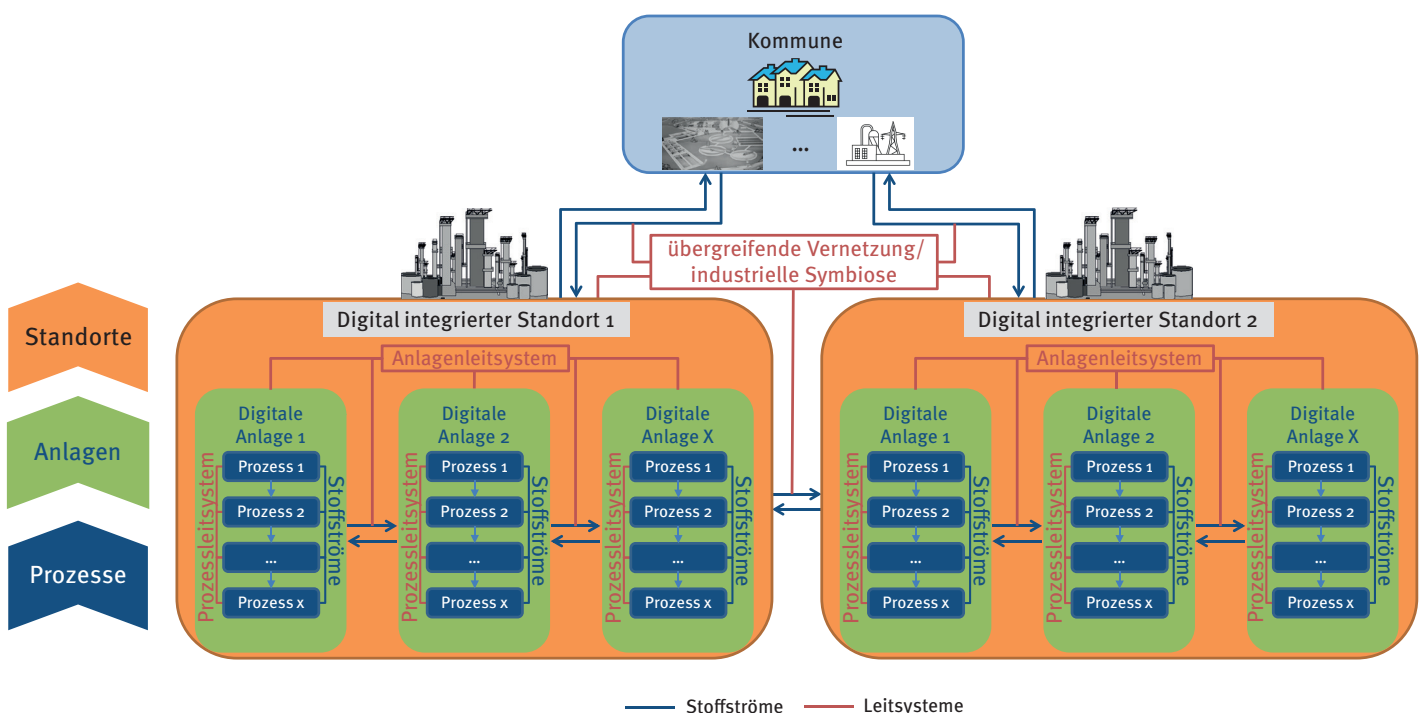 Kommune
...
übergreifende Vernetzung/
industrielle Symbiose
Standorte
Anlagen
Prozesse
Digital integrierter Standort 1
Anlagenleitsystem
Digitale
Anlage 1
Prozessleitsystem
Prozess 1
Prozess 2
...
Prozess x
Stoffströme
Digitale
Anlage 2
Prozessleitsystem
Prozess 1
Prozess 2
...
Prozess x
Stoffströme
Digitale
Anlage X
Prozessleitsystem
Prozess 1
Prozess 2
...
Prozess x
Stoffströme
Digital integrierter Standort 2
Anlagenleitsystem
Digitale
Anlage 1
Prozessleitsystem
Prozess 1
Prozess 2
...
Prozess x
Stoffströme
Digitale
Anlage 2
Prozessleitsystem
Prozess 1
Prozess 2
...
Prozess x
Stoffströme
Digitale
Anlage X
Prozessleitsystem
Prozess 1
Prozess 2
...
Prozess x
Stoffströme
Stoffströme
Leitsysteme